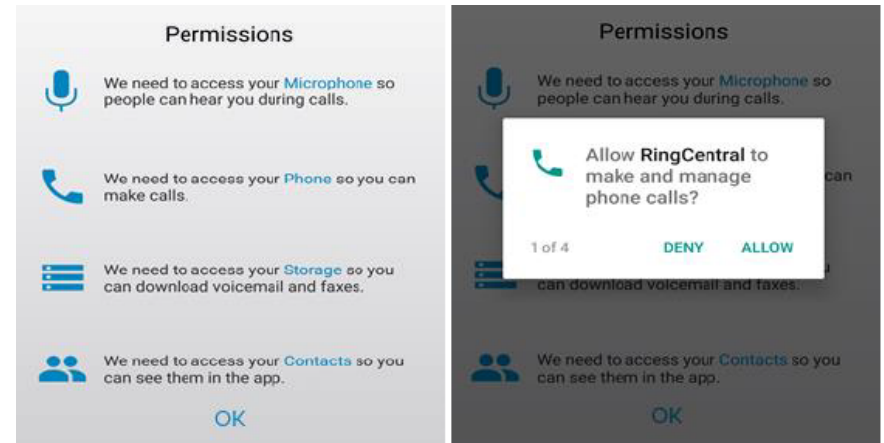 Permissions
We need to access your Microphone so
people can hear you during calls.
We need to access your Phone so you can
make calls.
We need to access your Storage so you
can download voicemail and faxes.
We need to access your Contacts so you
can see them in the app.
OK
Permissions
We need to access your Microphone so
people can hear you during calls.
Allow RingCentral to
make and manage
phone calls?
can
1 of 4
DENY
ALLOW
can download voicemail and faxes.
We need to access your Contacts so you
can see them in the app.
OK